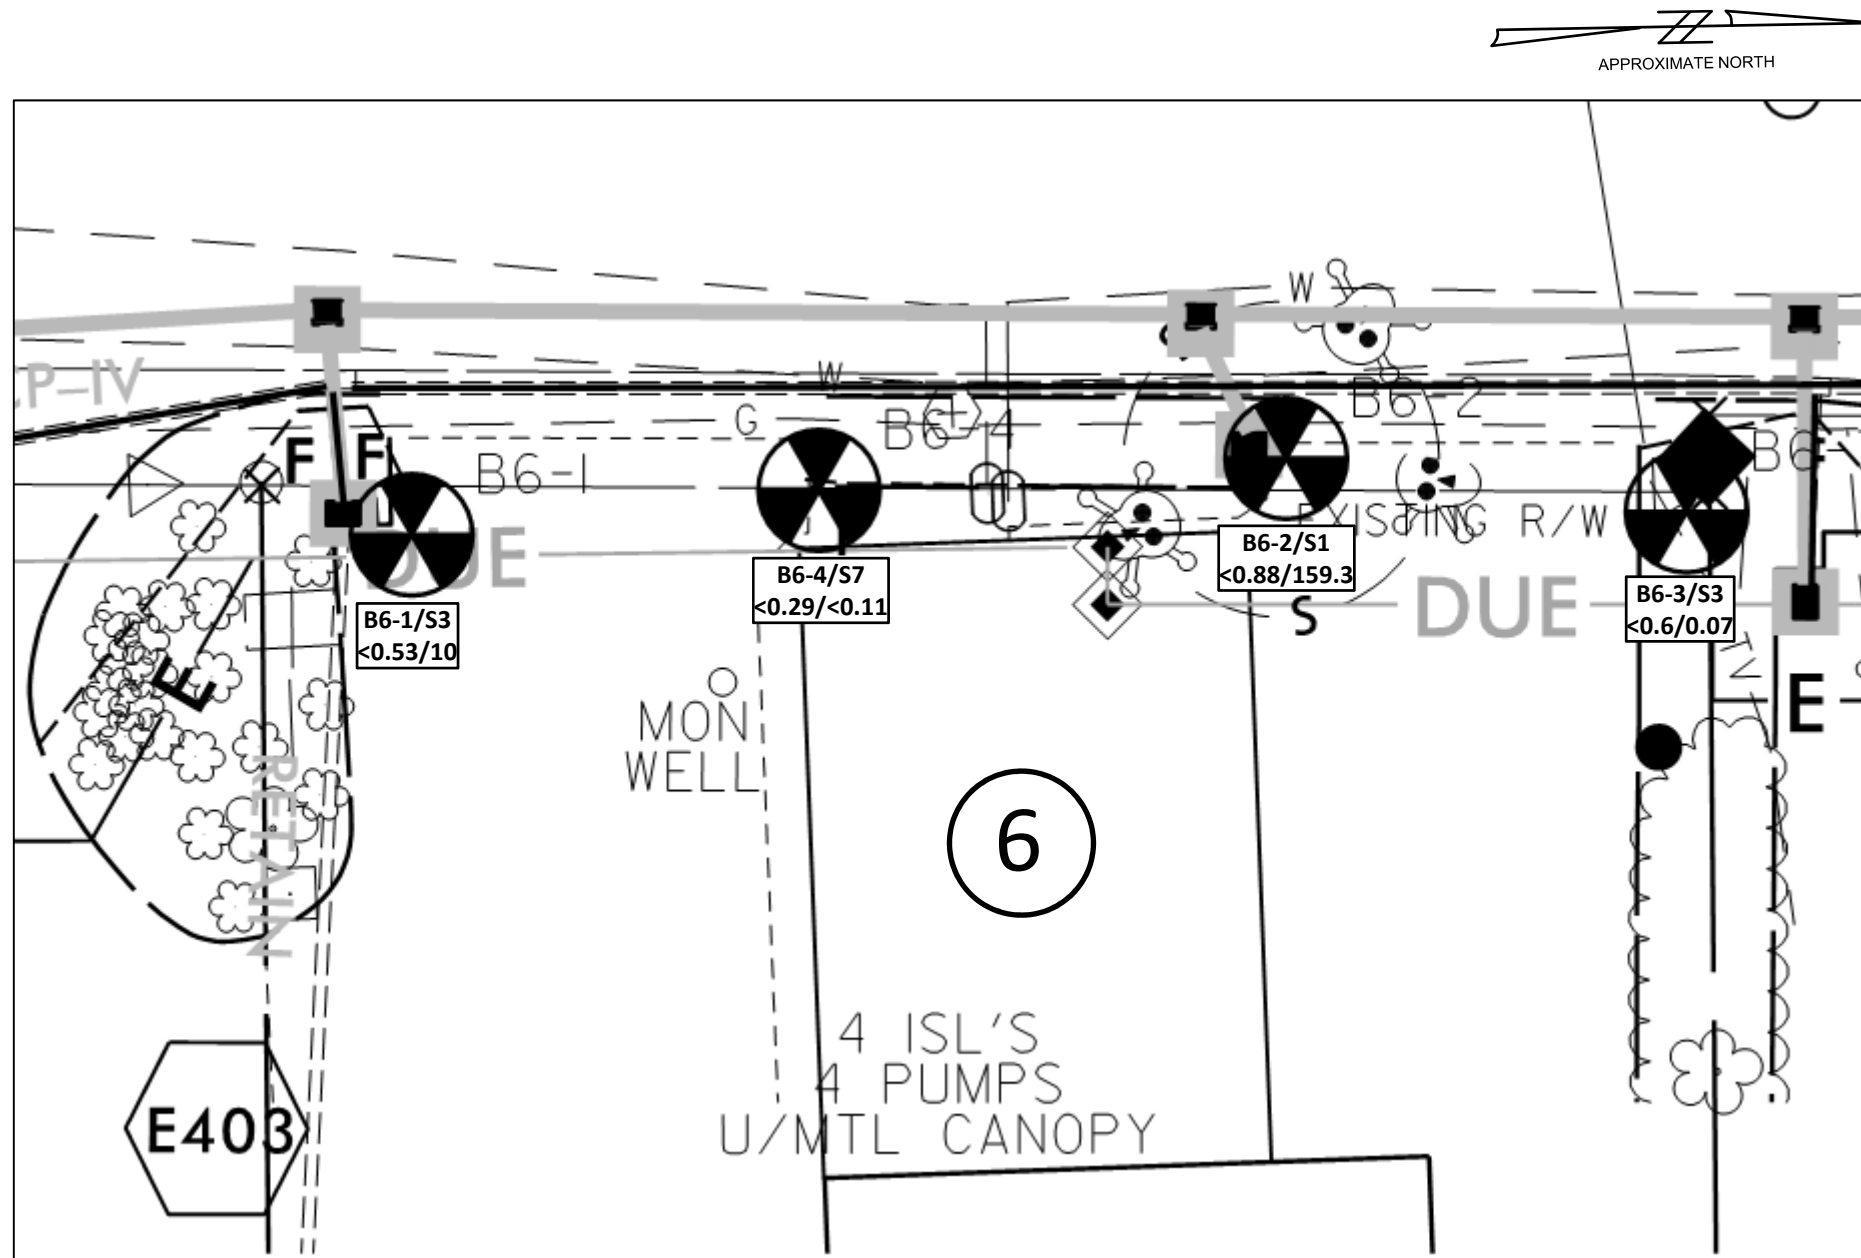 APPROXIMATE NORTH
W
CP-IV
W
B6-2
G
B6-4
F
F
B6-1
B6-
EXISTING R/W
DUE
B6-2/S1
<0.88/159.3
B6-4/S7
<0.29/<0.11
B6-3/S3
<0.6/0.07
DUE
S
B6-1/S3
<0.53/10
TV
E
E
MON
WELL
RETAIN
6
4 ISL'S
4 PUMPS
U/MTL CANOPY
E403